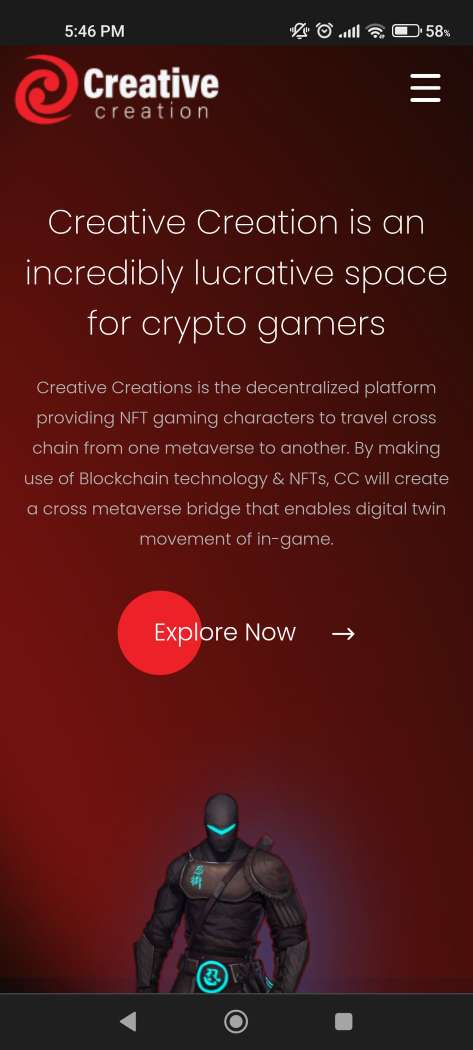 5:46 PM
58%
Creative
creation
Creative Creation is an
incredibly lucrative space
for crypto gamers
Creative Creations is the decentralized platform
providing NFT gaming characters to travel cross
chain from one metaverse to another. By making
use of Blockchain technology & NFTs, CC will create
a cross metaverse bridge that enables digital twin
movement of in-game.
Explore Now →